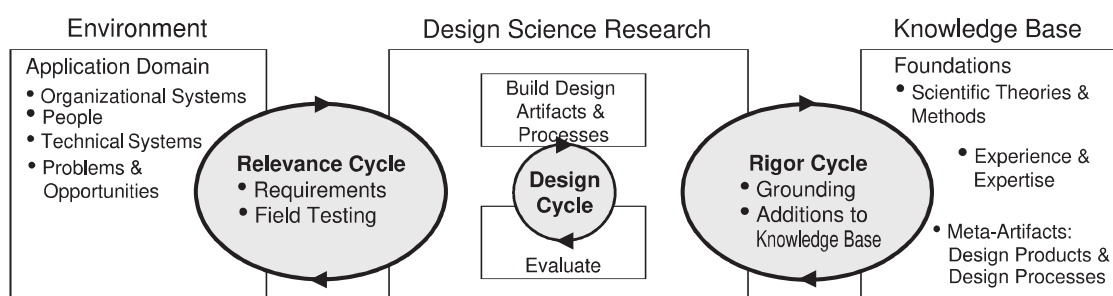 Environment
Application Domain
• Organizational Systems
• People
• Technical Systems
• Problems &
Opportunities
Relevance Cycle
• Requirements
• Field Testing
Design Science Research
Build Design
Artifacts &
Processes
Design
Cycle
Evaluate
Rigor Cycle
• Grounding
• Additions to
Knowledge Base
Knowledge Base
Foundations
• Scientific Theories &
Methods
• Experience &
Expertise
• Meta-Artifacts:
Design Products &
Design Processes